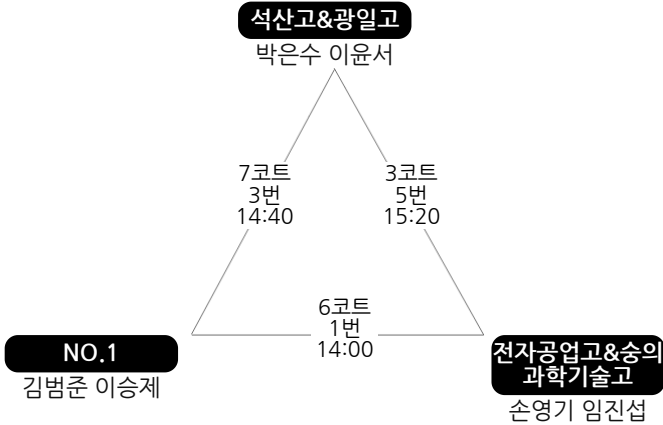 석산고&광일고
박은수 이윤서
7코트
3번
14:40
3코트
5번
15:20
6코트
1번
14:00
NO.1
김범준 이승제
전자공업고&숭의
과학기술고
손영기 임진섭